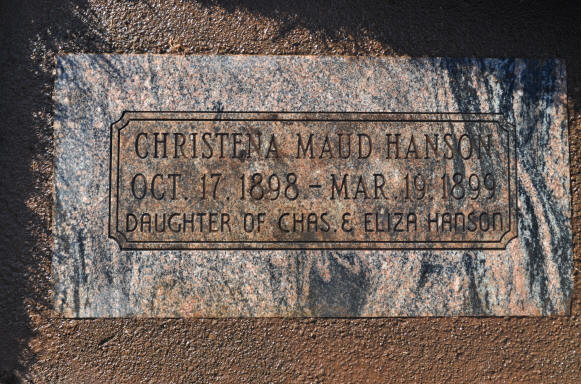 CHRISTENA MAUD HANSON
OCT. 17, 1898 - MAR. 19, 1899
DAUGHTER OF CHAS. & ELIZA HANSON